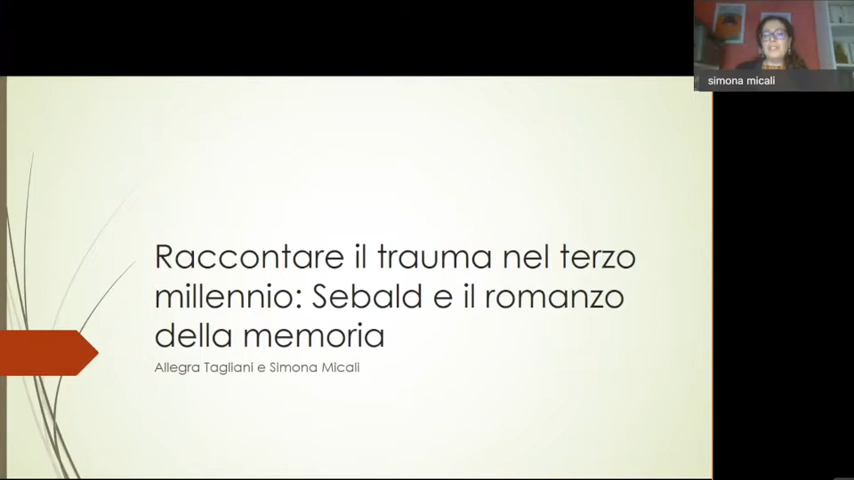 simona micali
Raccontare il trauma nel terzo
millennio: Sebald e il romanzo
della memoria
Allegra Tagliani e Simona Micali